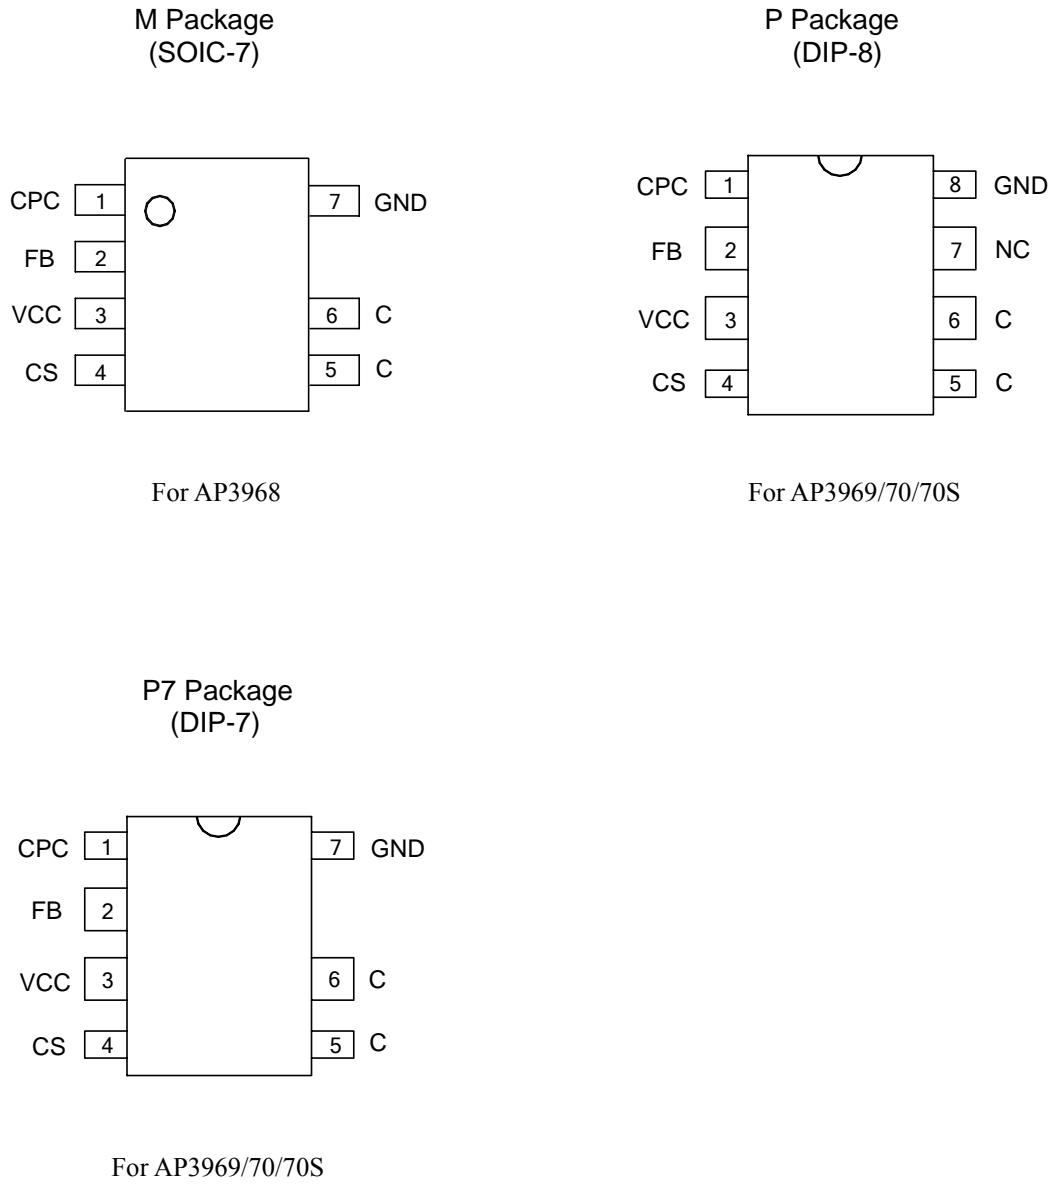 M Package
(SOIC-7)
CPC 1 7 GND
FB 2
VCC 3 6 C
CS 4 5 C
For AP3968
P Package
(DIP-8)
CPC 1 8 GND
FB 2 7 NC
VCC 3 6 C
CS 4 5 C
For AP3969/70/70S
P7 Package
(DIP-7)
CPC 1 7 GND
FB 2
VCC 3 6 C
CS 4 5 C
For AP3969/70/70S